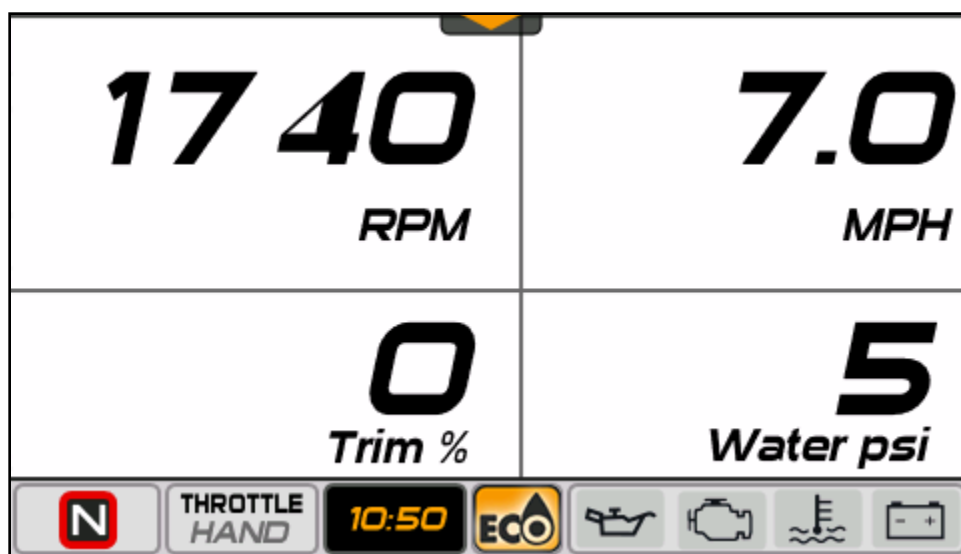 1740
RPM
7.0
MPH
0
Trim %
5
Water psi
N
THROTTLE
HAND
10:50
ECO
- +